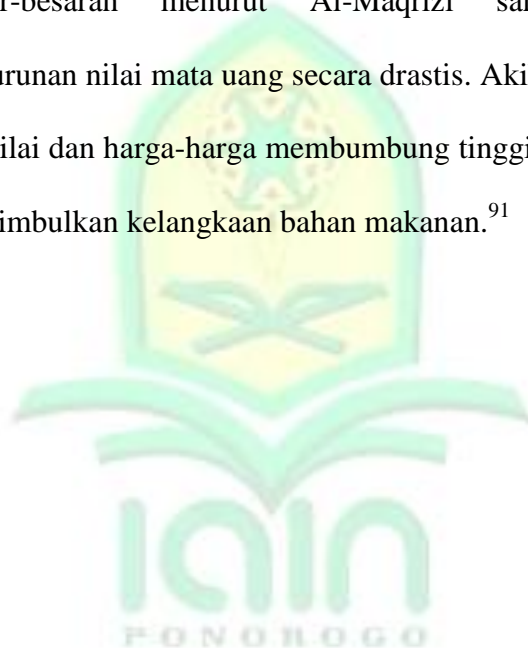 r-besaran menurut Al-Maqrizi sa
urunan nilai mata uang secara drastis. Aki
ilai dan harga-harga membumbung tinggi
imbulkan kelangkaan bahan makanan.91
IAIN
PONOROGO